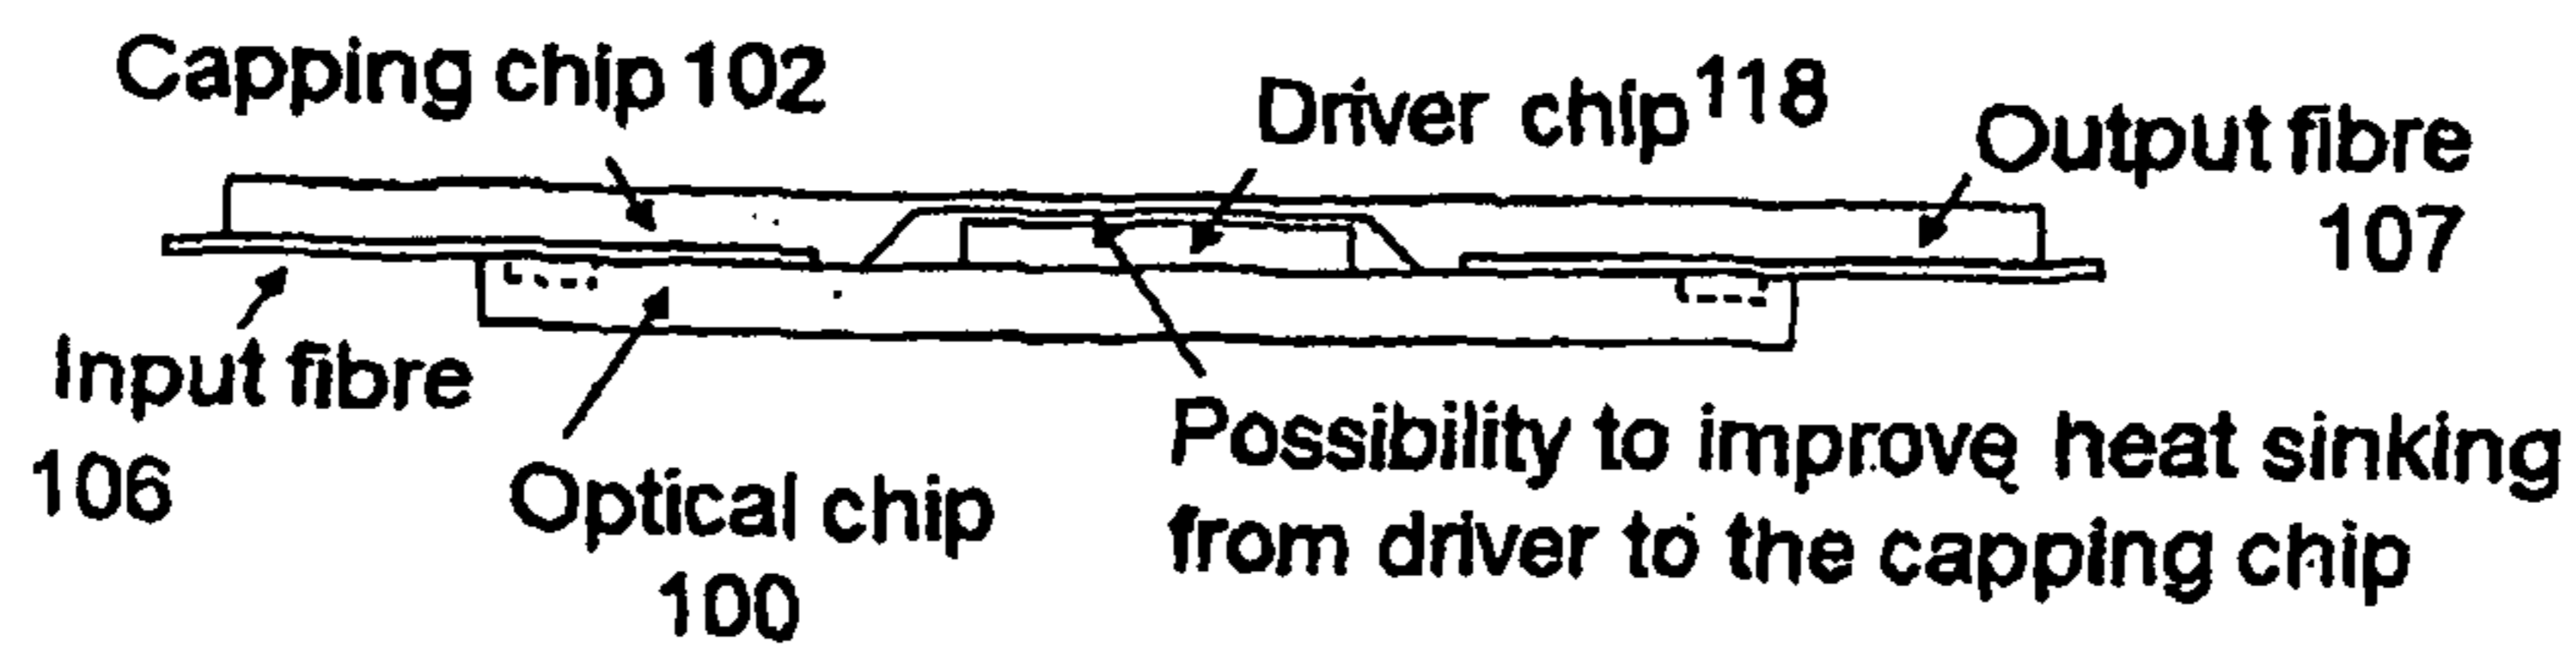 Capping chip 102
Driver chip 118
Output fibre
107
Input fibre
106
Optical chip
100
Possibility to improve heat sinking
from driver to the capping chip